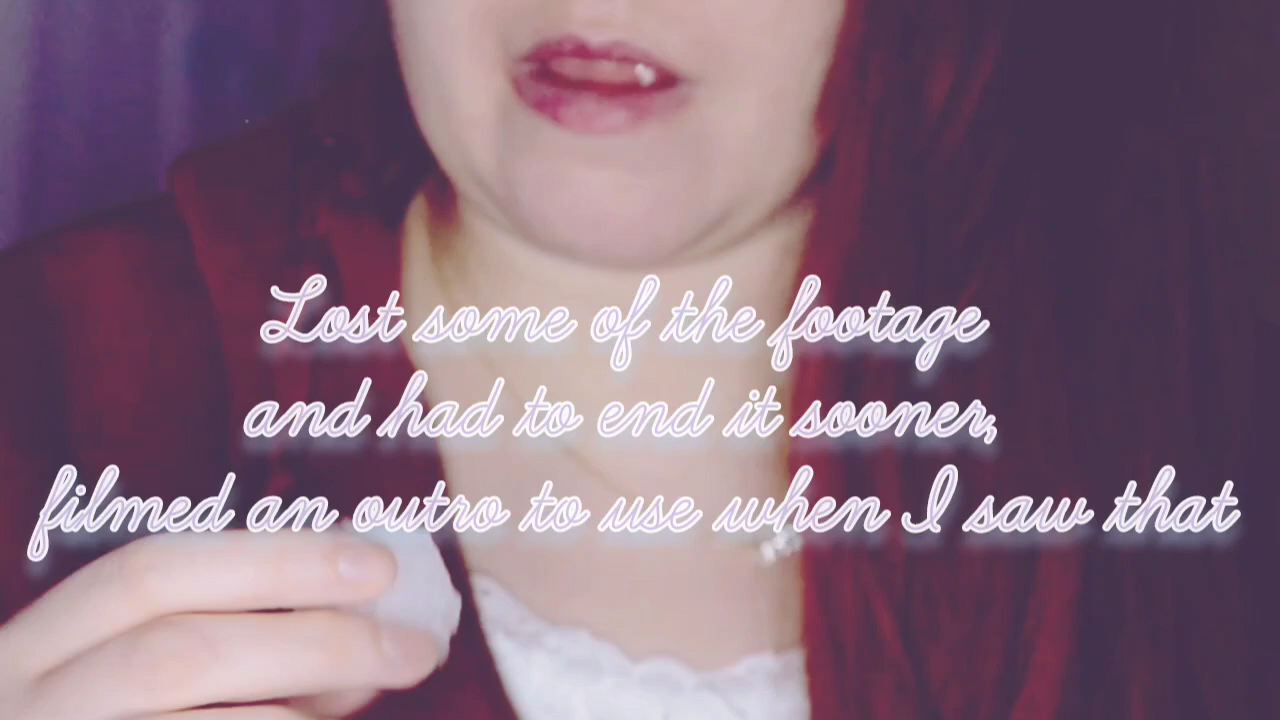 Lost some of the footage
and had to end it sooner,
filmed an outro to use when I saw that